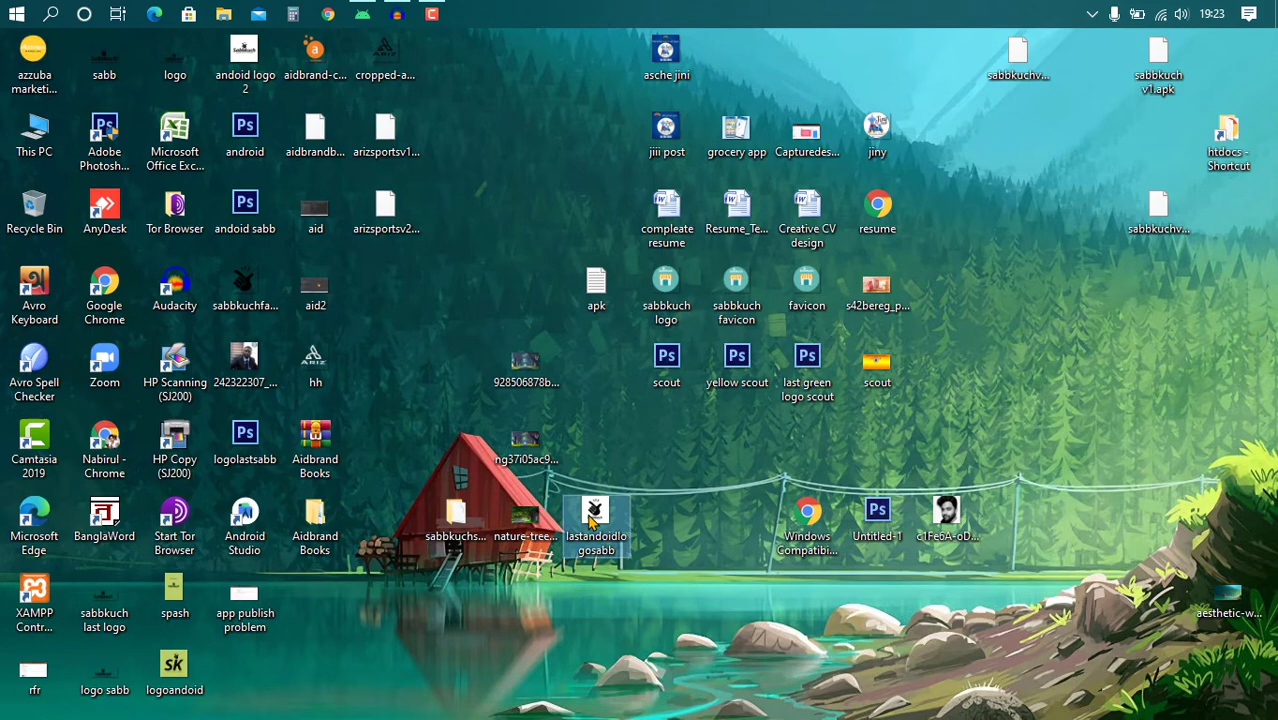 19:23
azzuba
marketi...
sabb
logo
andoid logo
2
aidbrand-c...
cropped-a...
asche jini
sabbkuchv...
sabbkuch
v1.apk
This PC
Adobe
Photosh...
Microsoft
Office Exc...
android
aidbrandb...
arizsportsv1...
jiii post
grocery app
Capturedes...
jiny
htdocs -
Shortcut
Recycle Bin
AnyDesk
Tor Browser
andoid sabb
aid
arizsportsv2...
compleate
resume
Resume_Te...
Creative CV
design
resume
sabbkuchv...
Avro
Keyboard
Google
Chrome
Audacity
sabbkuchfa...
aid2
apk
sabbkuch
logo
sabbkuch
favicon
favicon
s42bereg_p...
Avro Spell
Checker
Zoom
HP Scanning
(SJ200)
242322307_...
hh
928506878b...
scout
yellow scout
last green
logo scout
scout
Camtasia
2019
Nabirul -
Chrome
HP Copy
(SJ200)
logolastsabb
Aidbrand
Books
ng37i05ac9...
Microsoft
Edge
BanglaWord
Start Tor
Browser
Android
Studio
Aidbrand
Books
sabbkuchs...
nature-tree...
lastandoidlo
gosabb
Windows
Compatibi...
Untitled-1
c1Fe6A-oD...
XAMPP
Contr...
sabbkuch
last logo
spash
app publish
problem
aesthetic-w...
rfr
logo sabb
logoandoid